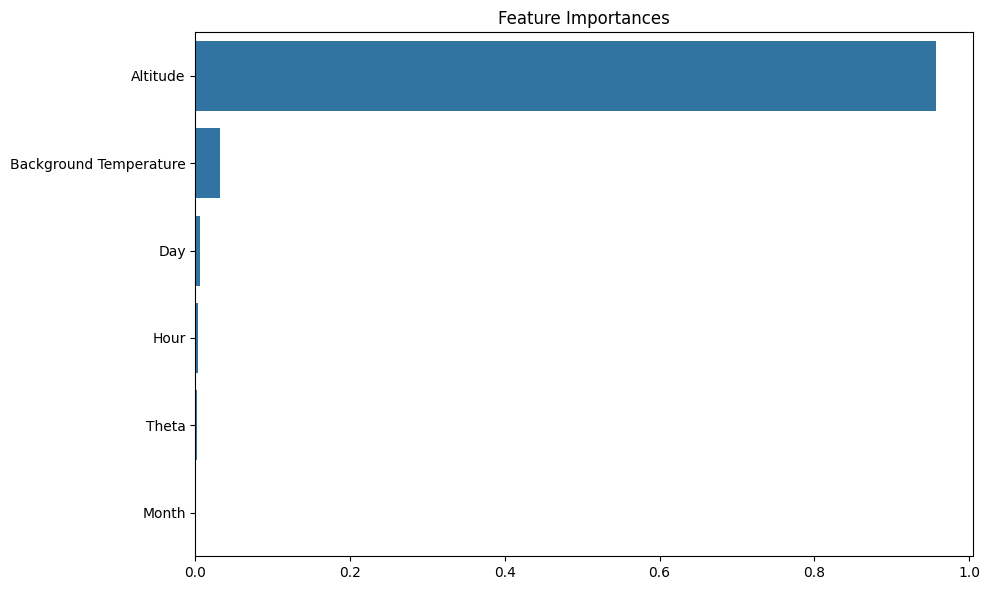 Feature Importances
Altitude
Background Temperature
Day
Hour
Theta
Month
0.0 0.2 0.4 0.6 0.8 1.0